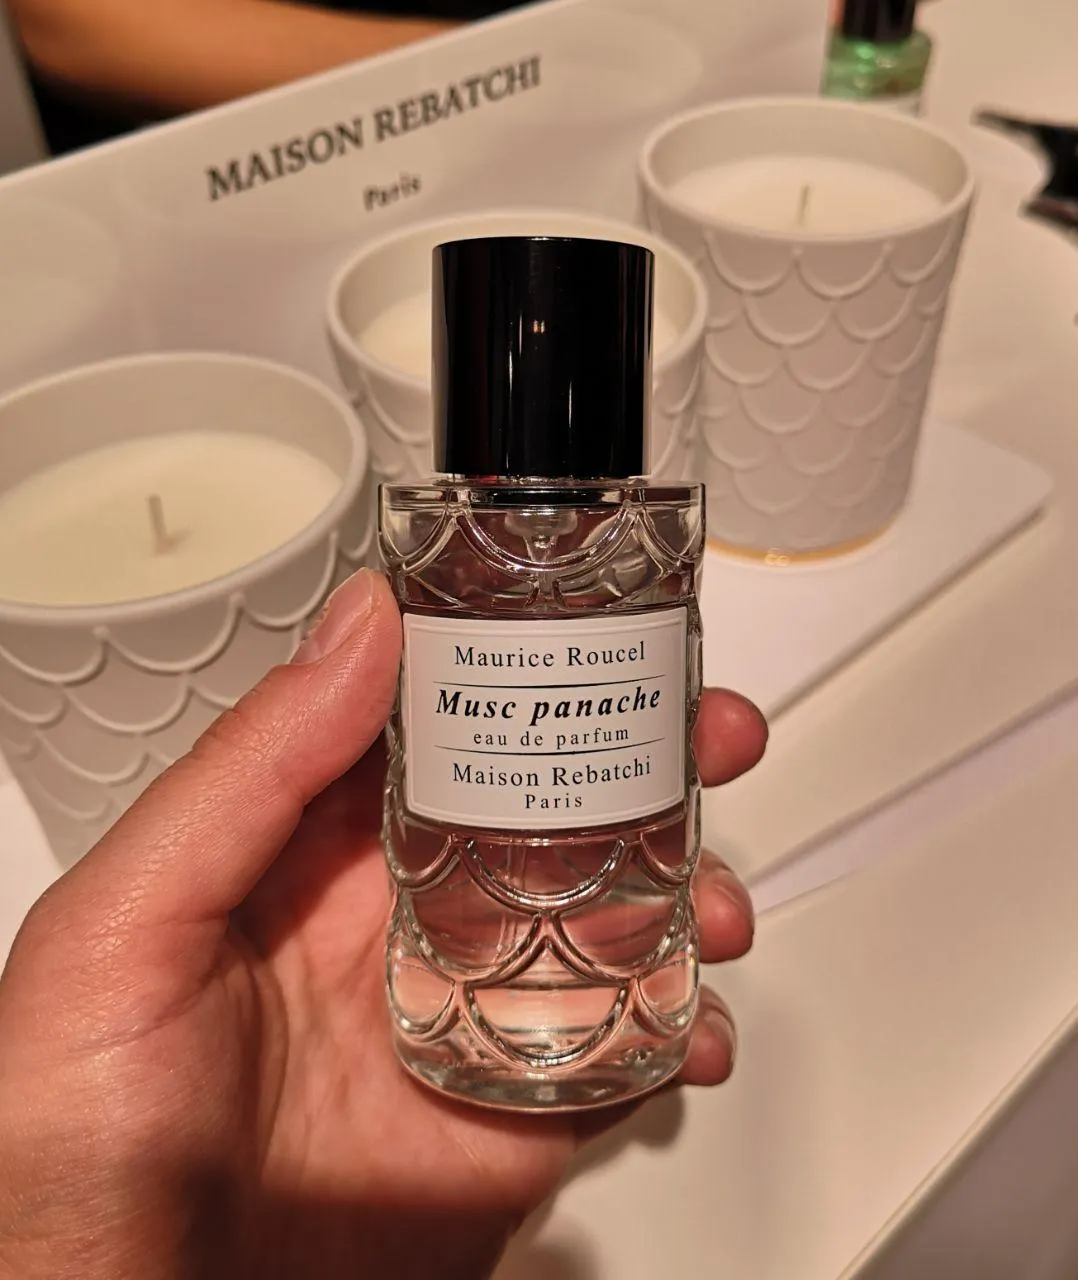 MAISON REBATCHI
Paris
Maurice Roucel
Musc panache
eau de parfum
Maison Rebatchi
Paris